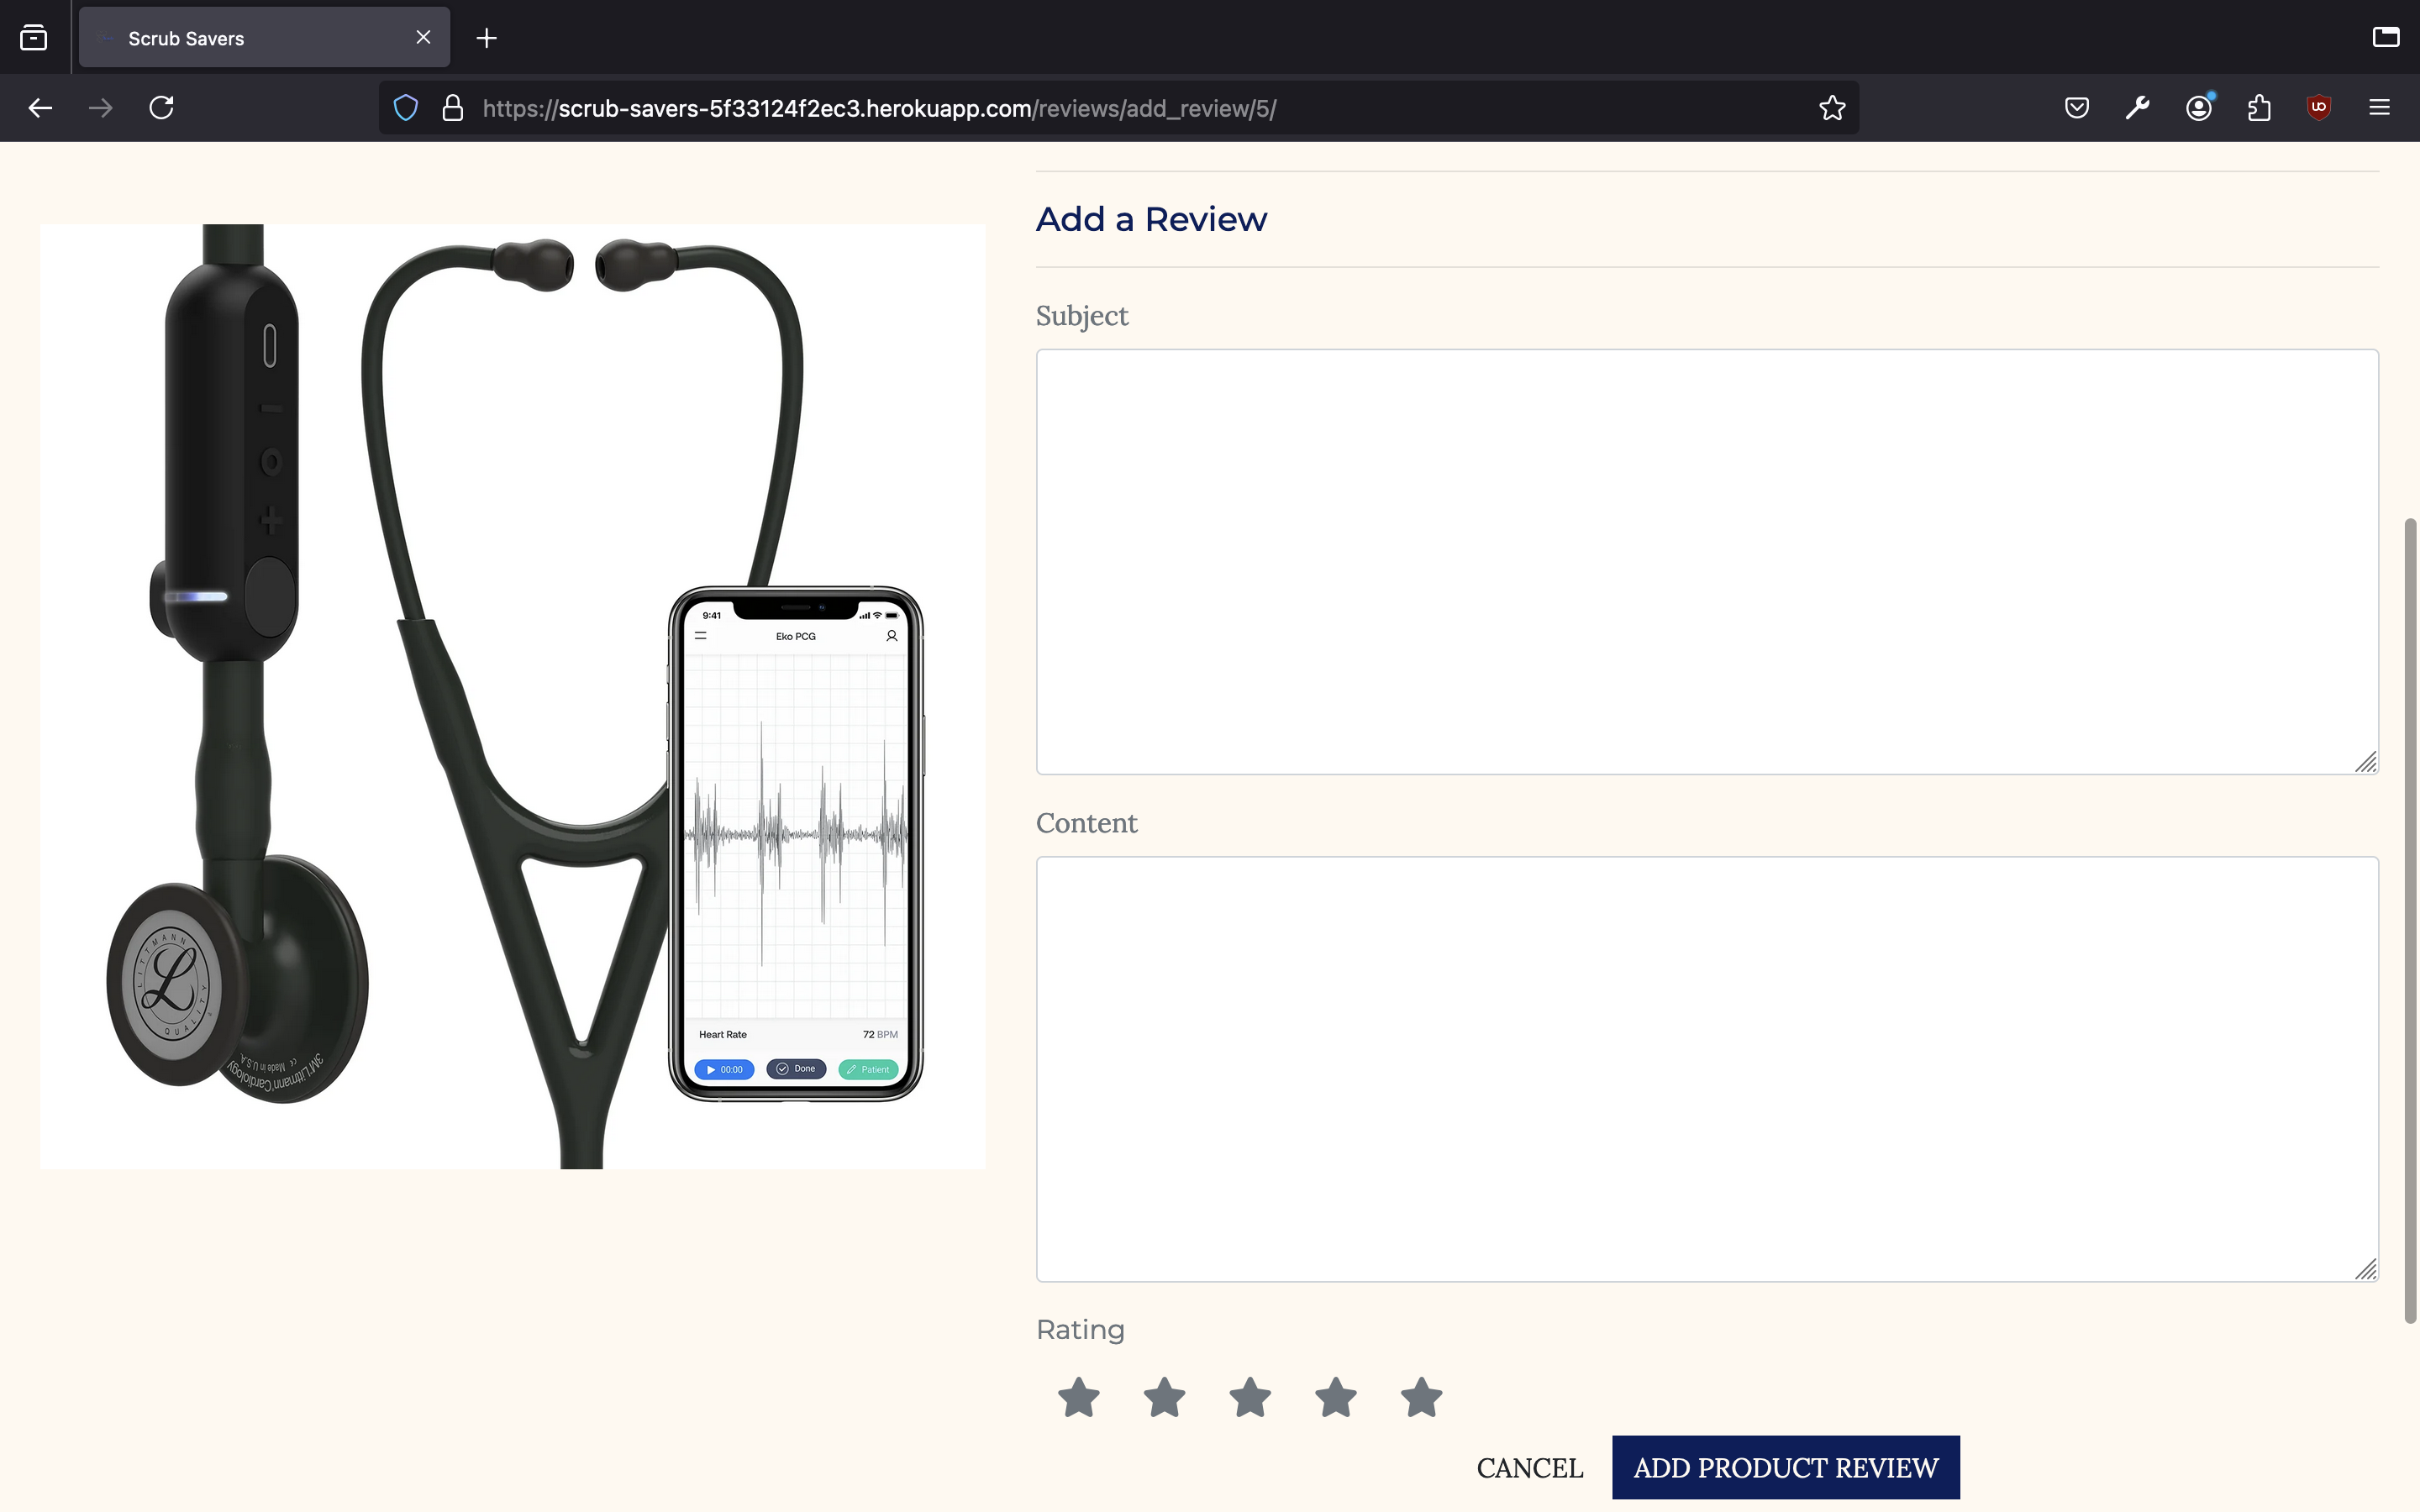 Scrub Savers
https://scrub-savers-5f33124f2ec3.herokuapp.com/reviews/add_review/5/
Add a Review
Subject
Content
Rating
CANCEL
ADD PRODUCT REVIEW
9:41
Eko PCG
Heart Rate
72 BPM
00:00
Done
Patient
LITTMANN
L
QUALITY
3M Littmann Cardiology
Made in U.S.A.